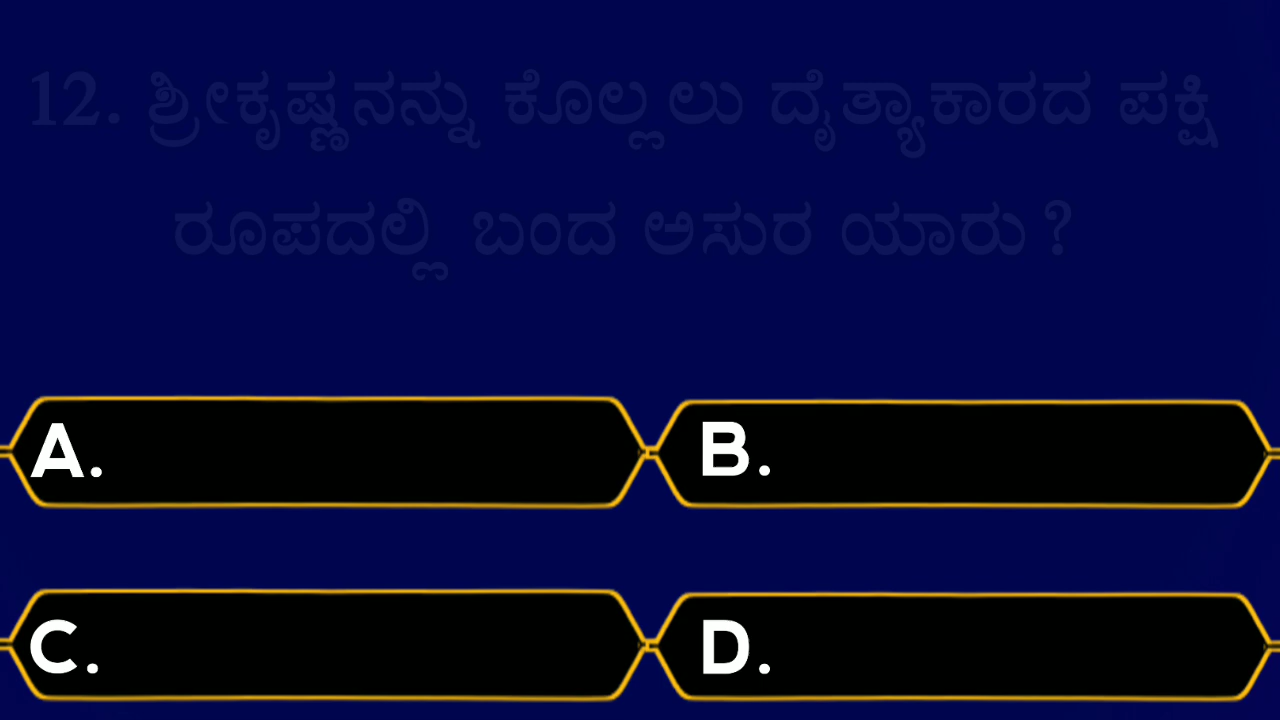 12. ಶ್ರೀಕೃಷ್ಣನನ್ನು ಕೊಲ್ಲಲು ದೈತ್ಯಾಕಾರದ ಪಕ್ಷಿ
ರೂಪದಲ್ಲಿ ಬಂದ ಅಸುರ ಯಾರು?
A.
B.
C.
D.